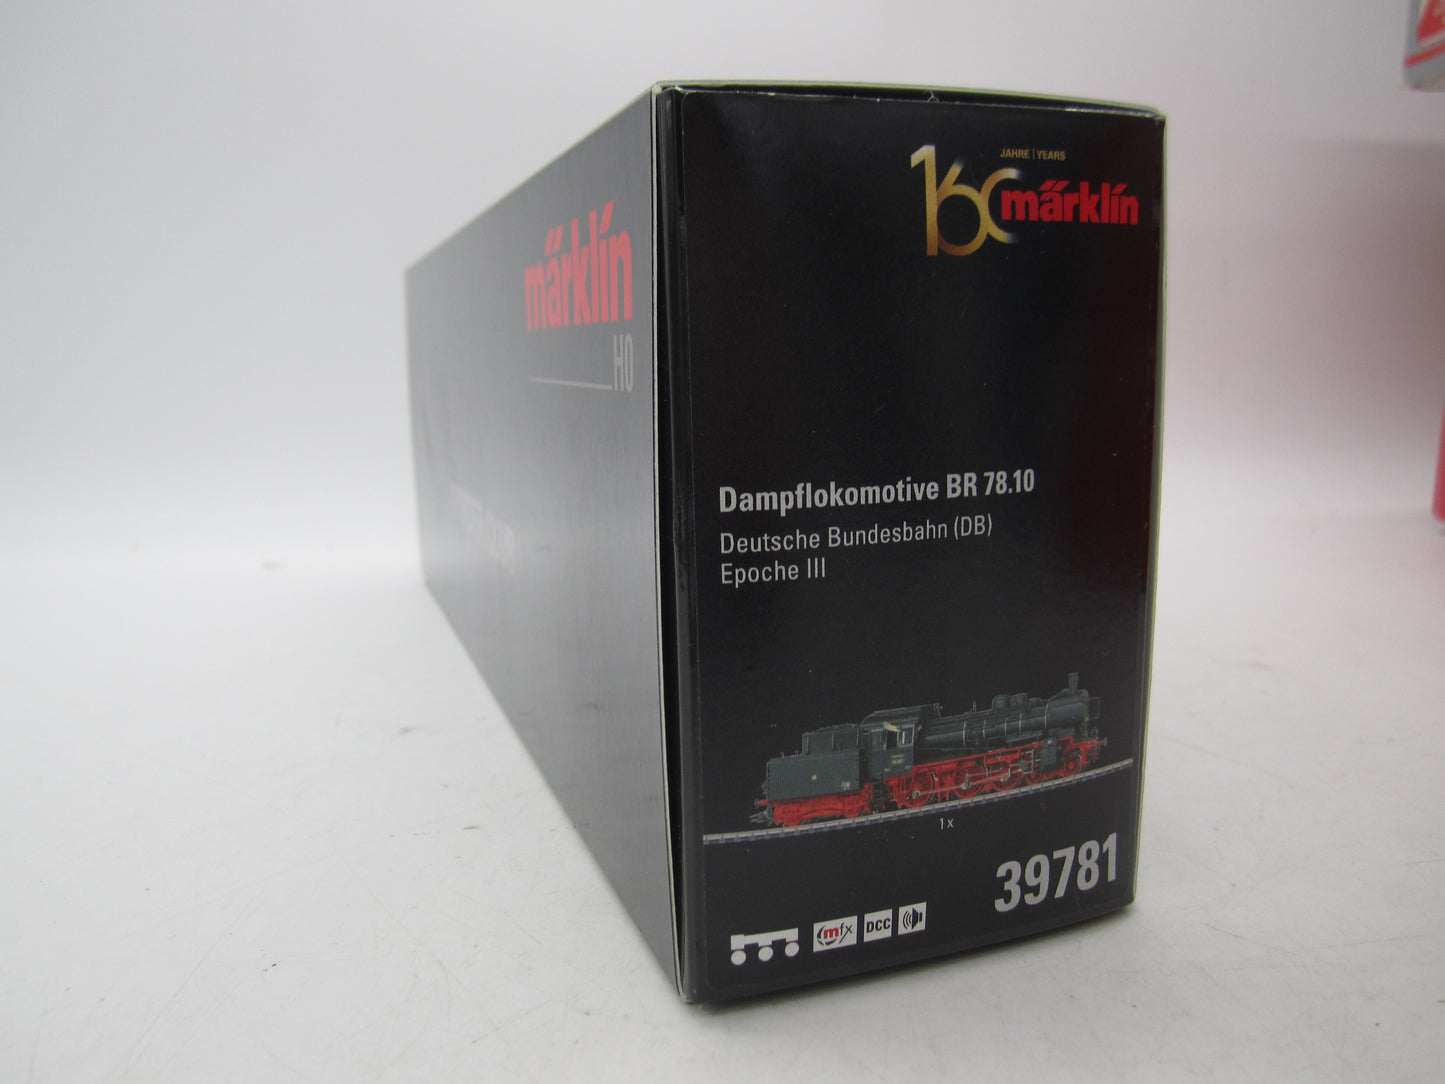 märklin
H0
160
JAHRE | YEARS
märklin
Dampflokomotive BR 78.10
Deutsche Bundesbahn (DB)
Epoche III
1x
39781
mfx
DCC